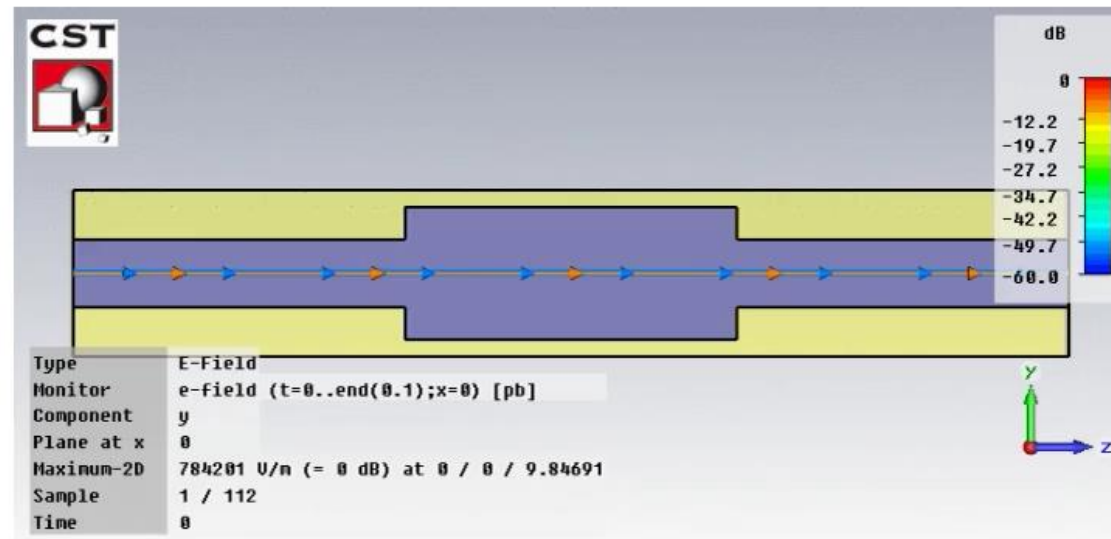 CST
dB
0
-12.2
-19.7
-27.2
-34.7
-42.2
-49.7
-60.0
Type E-Field
Monitor e-field (t=0..end(0.1);x=0) [pb]
Component y
Plane at x 0
Maximum-2D 784201 V/m (= 0 dB) at 0 / 0 / 9.84691
Sample 1 / 112
Time 0
Y
Z